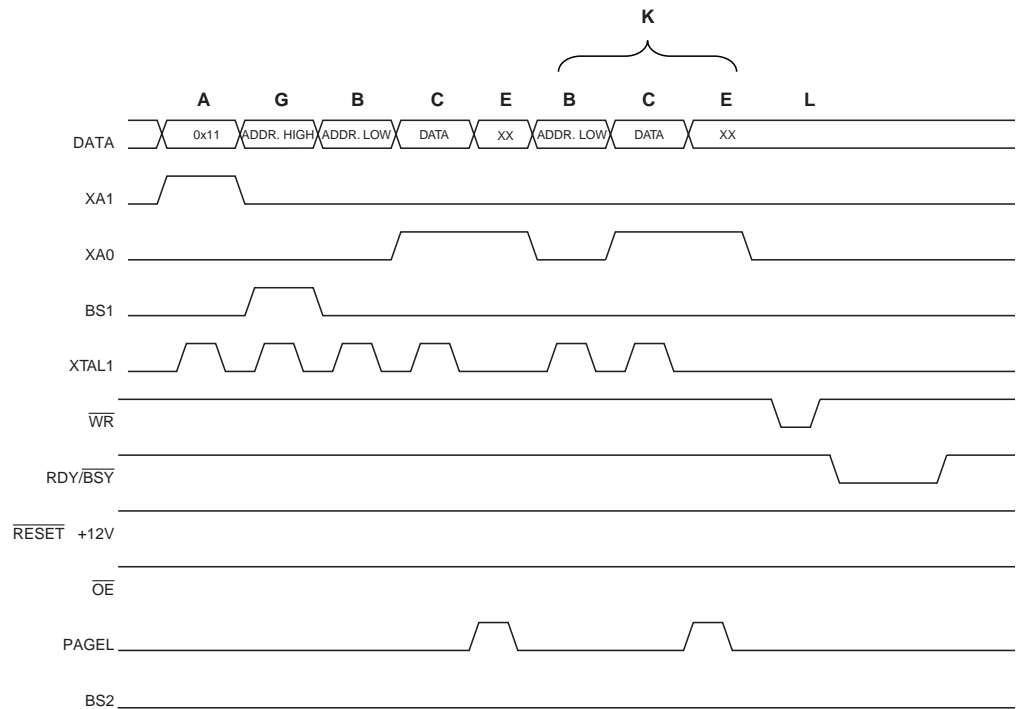 K
A G B C E B C E L
DATA 0x11 ADDR. HIGH ADDR. LOW DATA XX ADDR. LOW DATA XX
XA1
XA0
BS1
XTAL1
WR
RDY/BSY
RESET +12V
OE
PAGEL
BS2